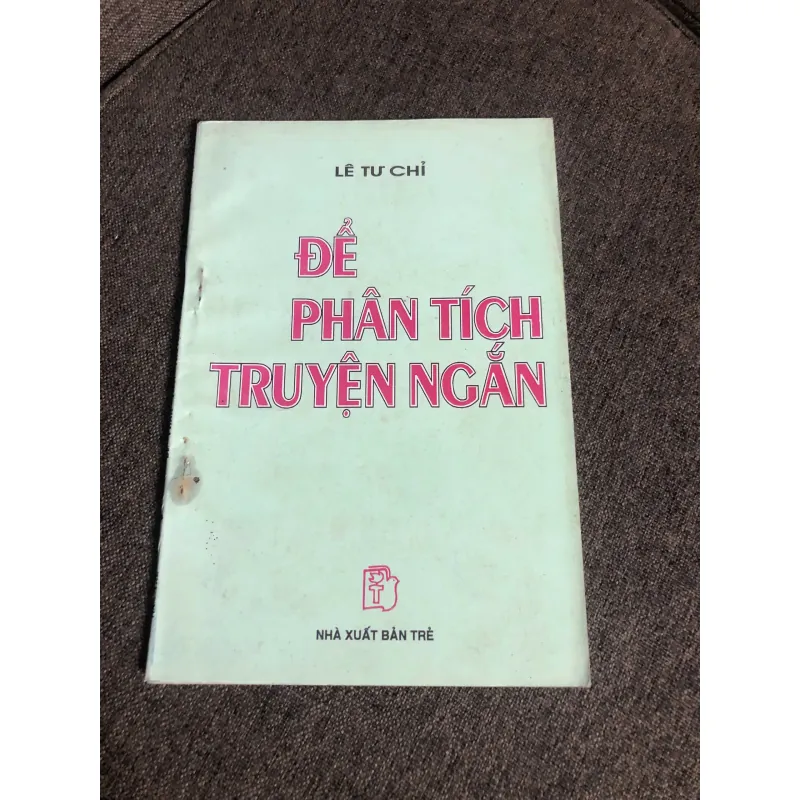 LÊ TƯ CHỈ
ĐỂ
PHÂN TÍCH
TRUYỆN NGẮN
T
NHÀ XUẤT BẢN TRẺ